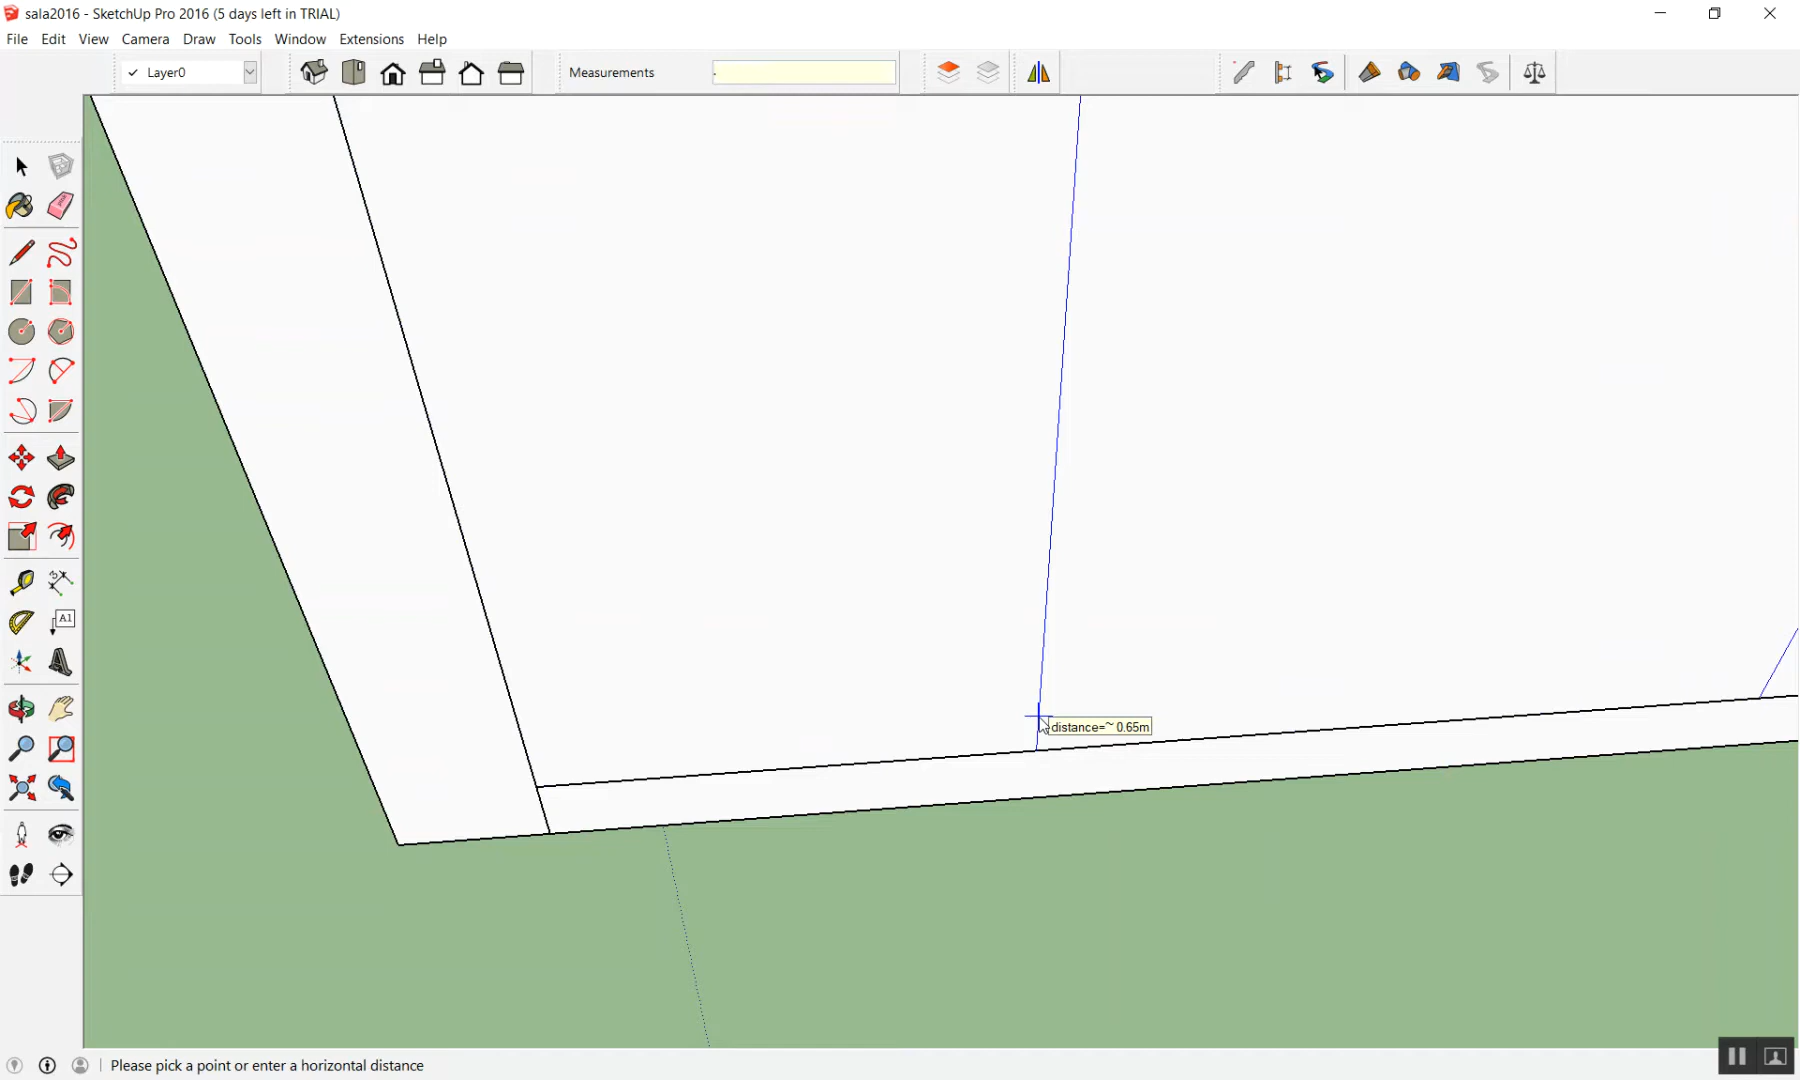 sala2016 - SketchUp Pro 2016 (5 days left in TRIAL)
File Edit View Camera Tools Draw Window Extensions Help
Layer0
Measurements
A1
distance=~ 0.65m
Please pick a point or enter a horizontal distance